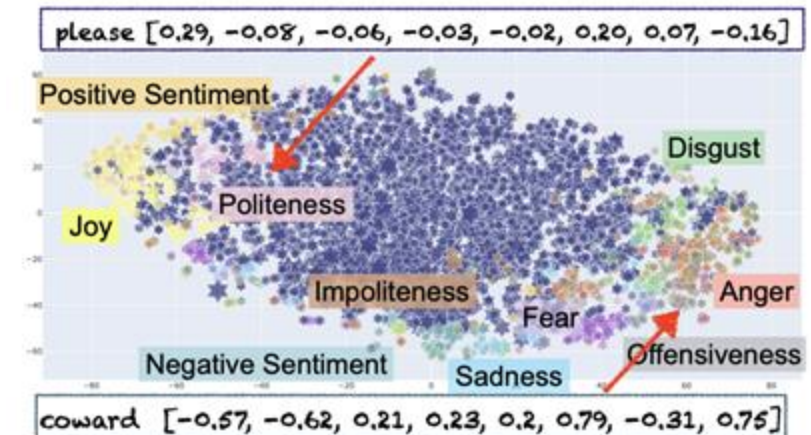 please [0.29, -0.08, -0.06, -0.03, -0.02, 0.20, 0.07, -0.16]
Positive Sentiment
Disgust
Politeness
Joy
Impoliteness
Anger
Fear
Offensiveness
Negative Sentiment
Sadness
coward [-0.57, -0.62, 0.21, 0.23, 0.2, 0.79, -0.31, 0.75]